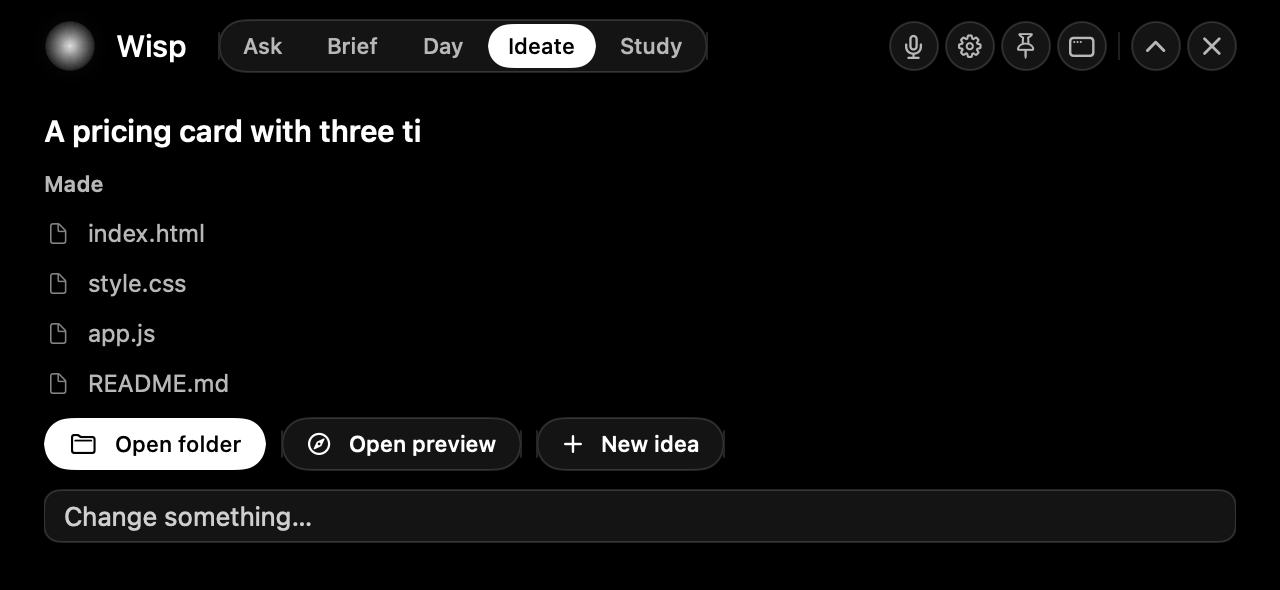 Wisp Ask Brief Day Ideate Study
A pricing card with three ti
Made
index.html
style.css
app.js
README.md
Open folder Open preview New idea
Change something...